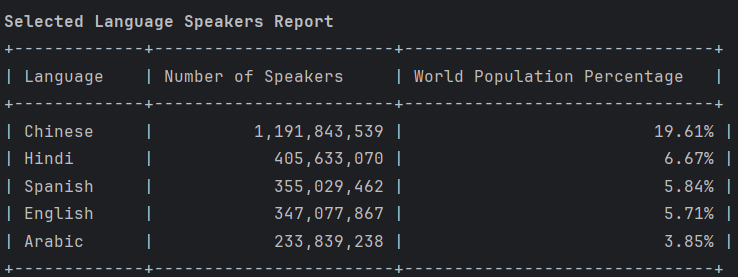 Selected Language Speakers Report
+-------------+------------------------+-------------------------------+
| Language    | Number of Speakers     | World Population Percentage   |
+-------------+------------------------+-------------------------------+
| Chinese     |          1,191,843,539 |                        19.61% |
| Hindi       |            405,633,070 |                         6.67% |
| Spanish     |            355,029,462 |                         5.84% |
| English     |            347,077,867 |                         5.71% |
| Arabic      |            233,839,238 |                         3.85% |
+-------------+------------------------+-------------------------------+